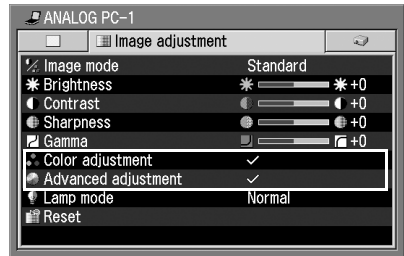 ANALOG PC-1
Image adjustment
Image mode Standard
Brightness +0
Contrast +0
Sharpness +0
Gamma +0
Color adjustment
Advanced adjustment
Lamp mode Normal
Reset